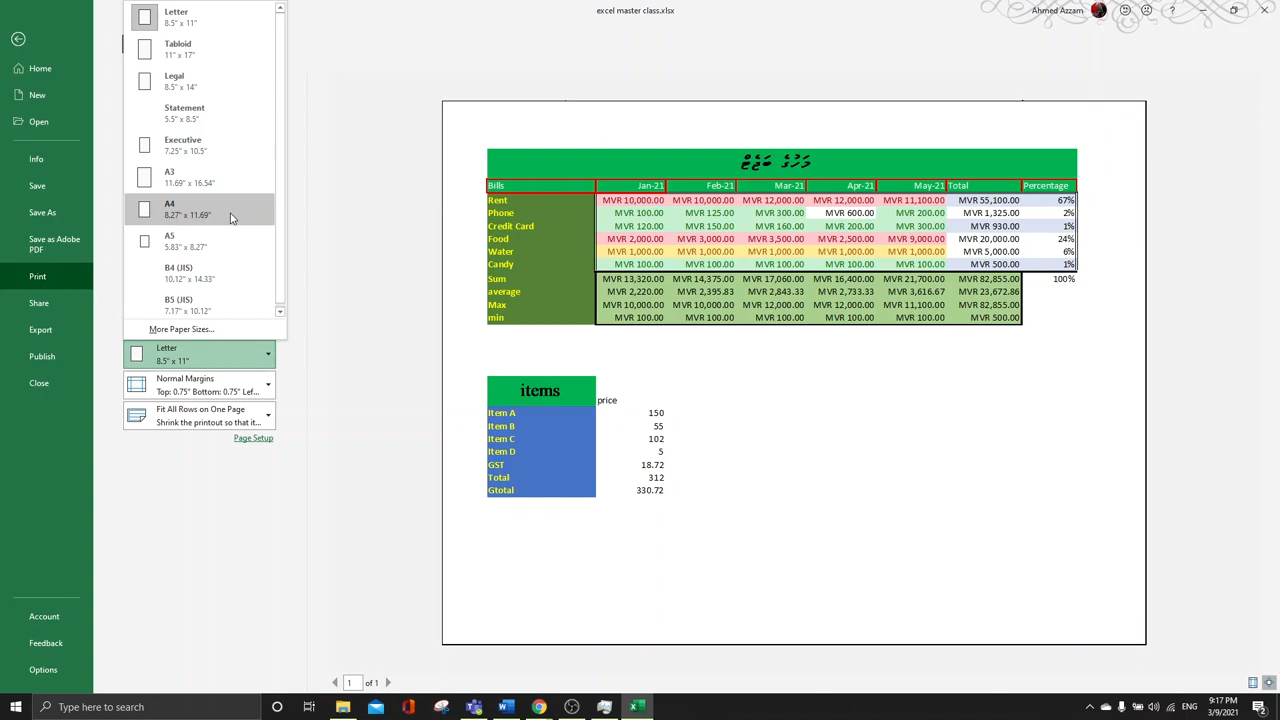 excel master class.xlsx
Ahmed Azzam
Home
New
Open
Info
Save
Save As
Save as Adobe
PDF
Print
Share
Export
Publish
Close
Account
Feedback
Options
Letter
8.5" x 11"
Tabloid
11" x 17"
Legal
8.5" x 14"
Statement
5.5" x 8.5"
Executive
7.25" x 10.5"
A3
11.69" x 16.54"
A4
8.27" x 11.69"
A5
5.83" x 8.27"
B4 (JIS)
10.12" x 14.33"
B5 (JIS)
7.17" x 10.12"
More Paper Sizes...
Letter
8.5" x 11"
Normal Margins
Top: 0.75" Bottom: 0.75" Lef...
Fit All Rows on One Page
Shrink the printout so that it...
Page Setup
މަހުގެ ބަޖެޓް
Bills Jan-21 Feb-21 Mar-21 Apr-21 May-21 Total Percentage
Rent MVR 10,000.00 MVR 10,000.00 MVR 12,000.00 MVR 12,000.00 MVR 11,100.00 MVR 55,100.00 67%
Phone MVR 100.00 MVR 125.00 MVR 300.00 MVR 600.00 MVR 200.00 MVR 1,325.00 2%
Credit Card MVR 120.00 MVR 150.00 MVR 160.00 MVR 200.00 MVR 300.00 MVR 930.00 1%
Food MVR 2,000.00 MVR 3,000.00 MVR 3,500.00 MVR 2,500.00 MVR 9,000.00 MVR 20,000.00 24%
Water MVR 1,000.00 MVR 1,000.00 MVR 1,000.00 MVR 1,000.00 MVR 1,000.00 MVR 5,000.00 6%
Candy MVR 100.00 MVR 100.00 MVR 100.00 MVR 100.00 MVR 100.00 MVR 500.00 1%
Sum MVR 13,320.00 MVR 14,375.00 MVR 17,060.00 MVR 16,400.00 MVR 21,700.00 MVR 82,855.00 100%
average MVR 2,220.00 MVR 2,395.83 MVR 2,843.33 MVR 2,733.33 MVR 3,616.67 MVR 23,672.86
Max MVR 10,000.00 MVR 10,000.00 MVR 12,000.00 MVR 12,000.00 MVR 11,100.00 MVR 82,855.00
min MVR 100.00 MVR 100.00 MVR 100.00 MVR 100.00 MVR 100.00 MVR 500.00
items price
Item A 150
Item B 55
Item C 102
Item D 5
GST 18.72
Total 312
Gtotal 330.72
1 of 1
Type here to search
9:17 PM
3/9/2021